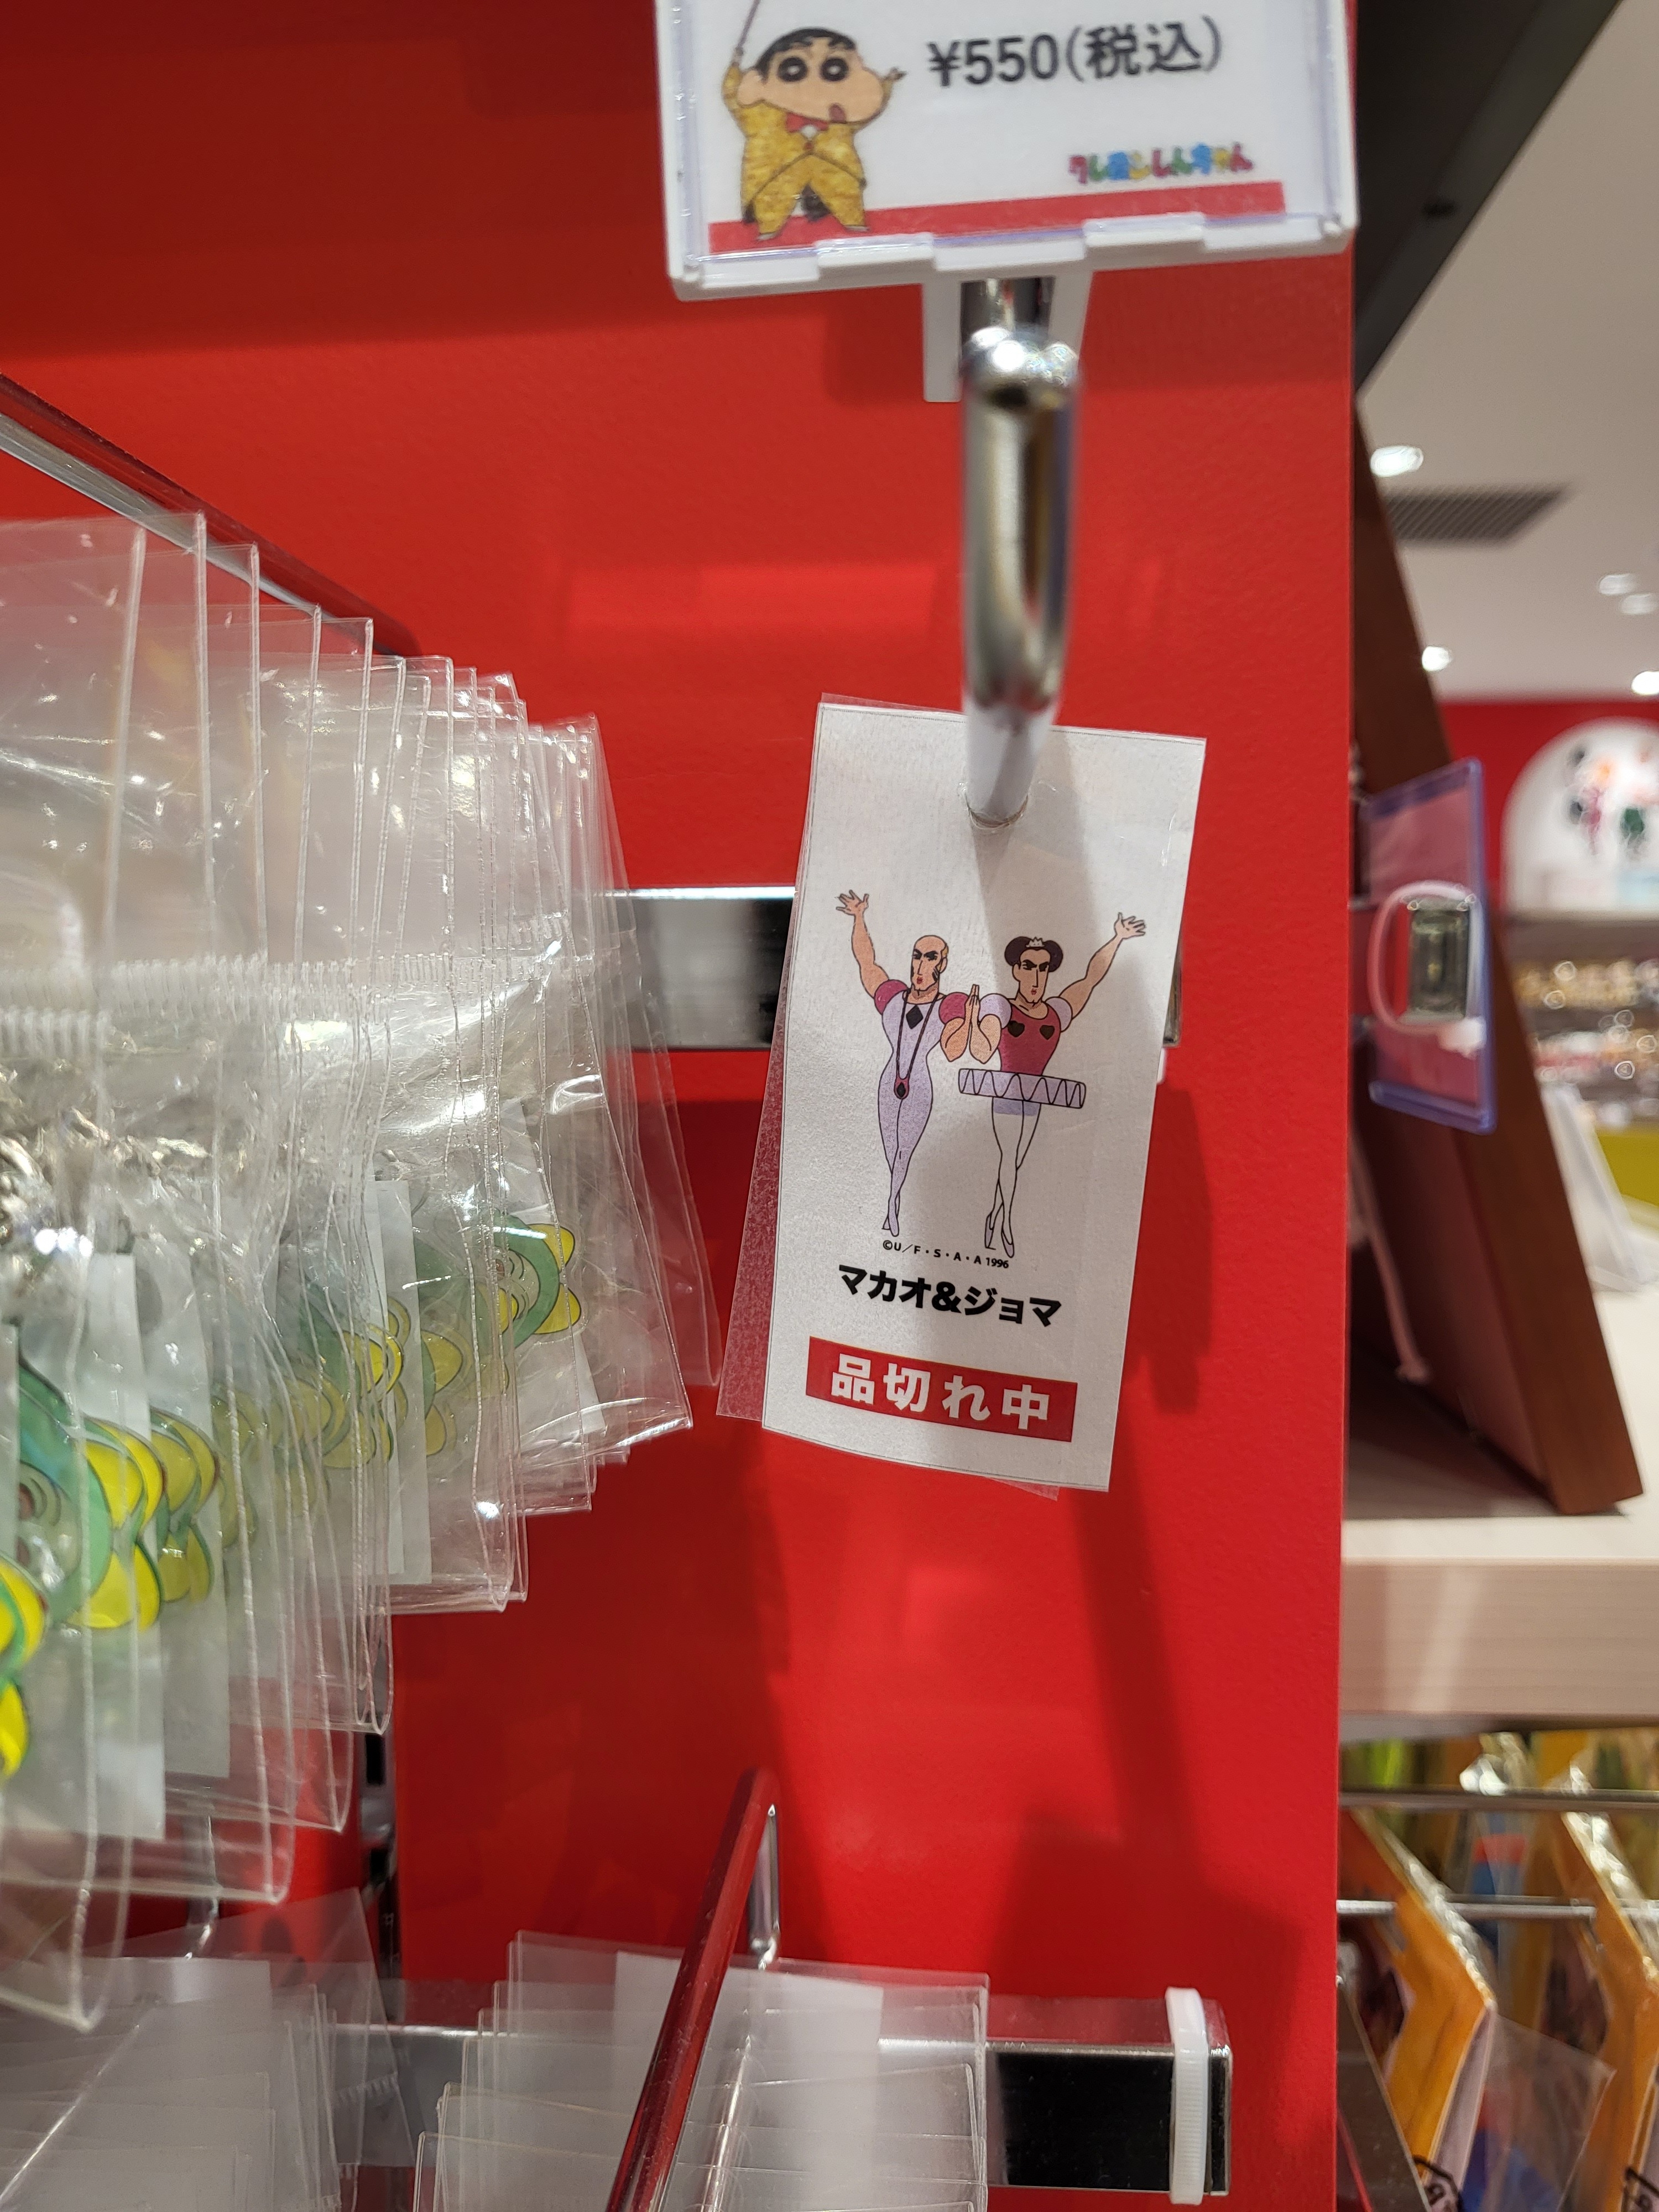 ¥550(税込)
クレヨンしんちゃん
©U/F・S・A・A 1996
マカオ&ジョマ
品切れ中